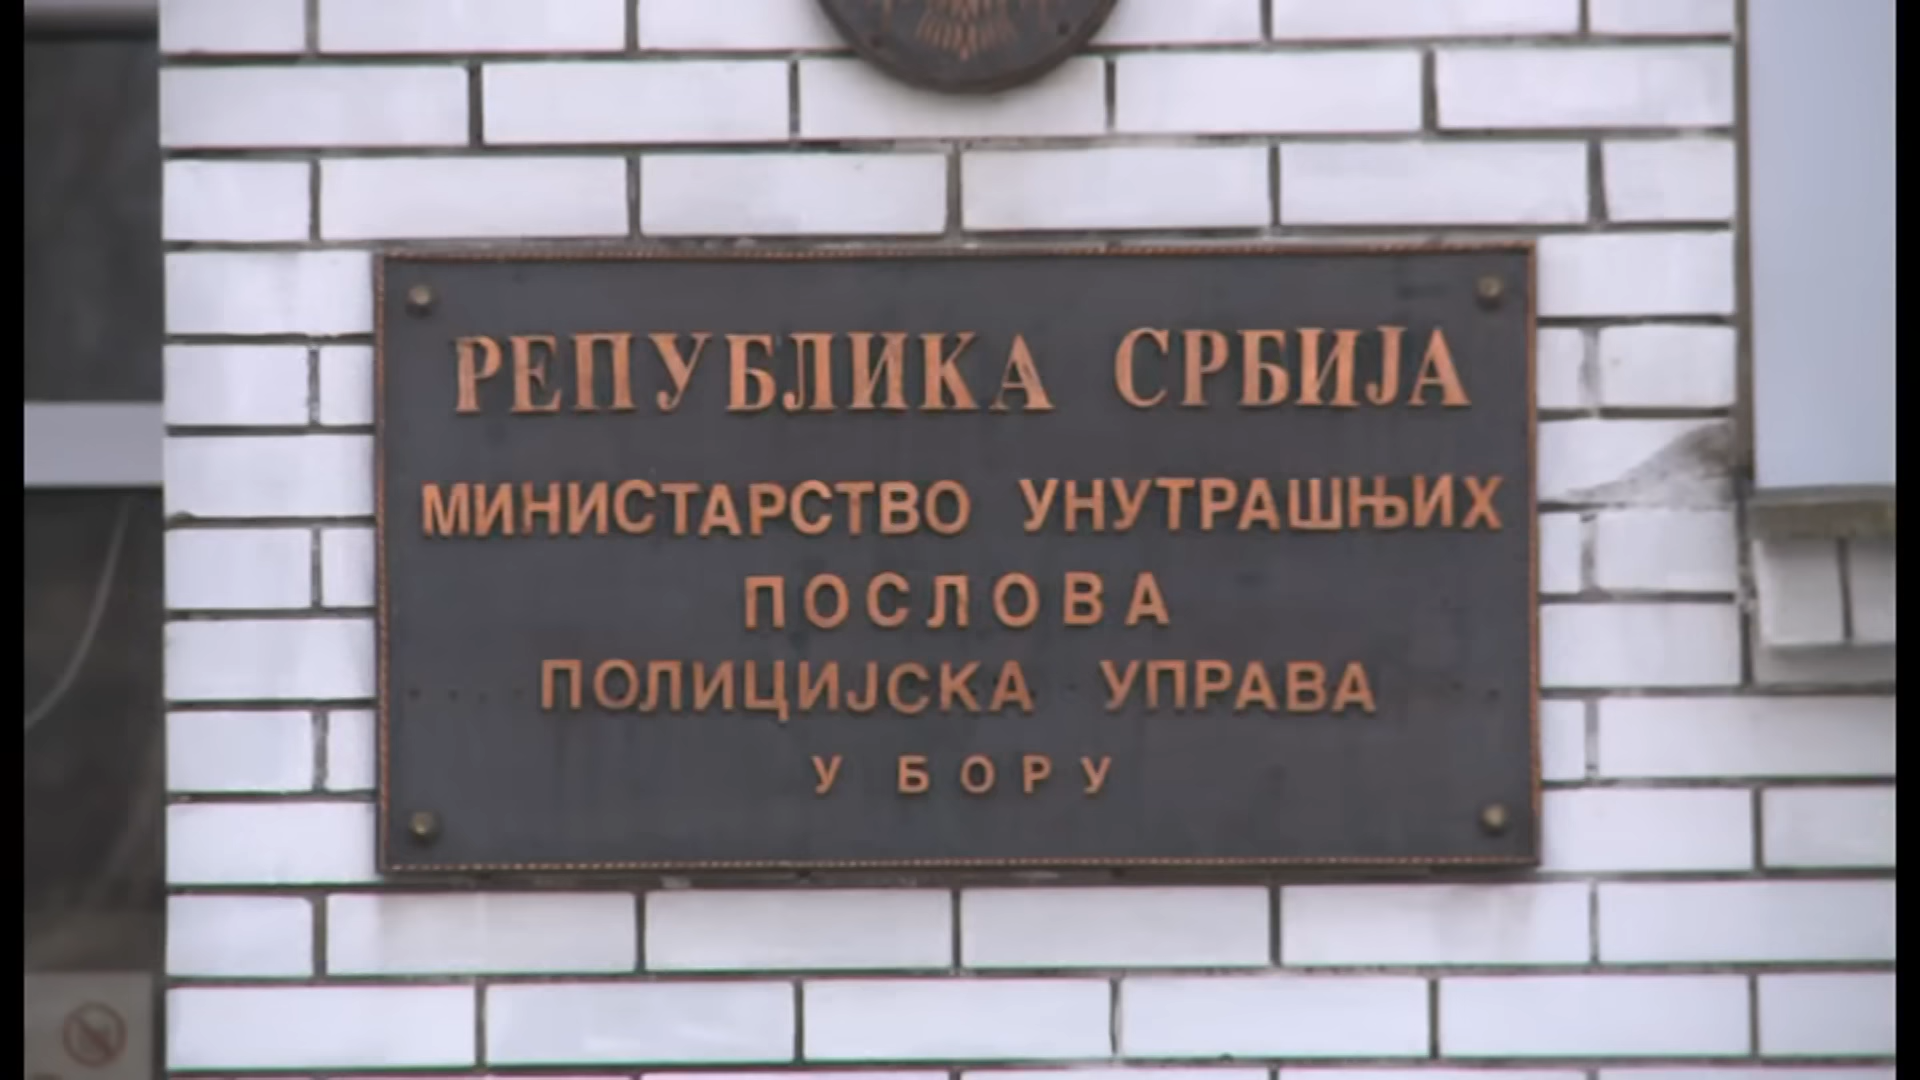 РЕПУБЛИКА СРБИЈА
МИНИСТАРСТВО УНУТРАШЊИХ
ПОСЛОВА
ПОЛИЦИЈСКА УПРАВА
У БОРУ